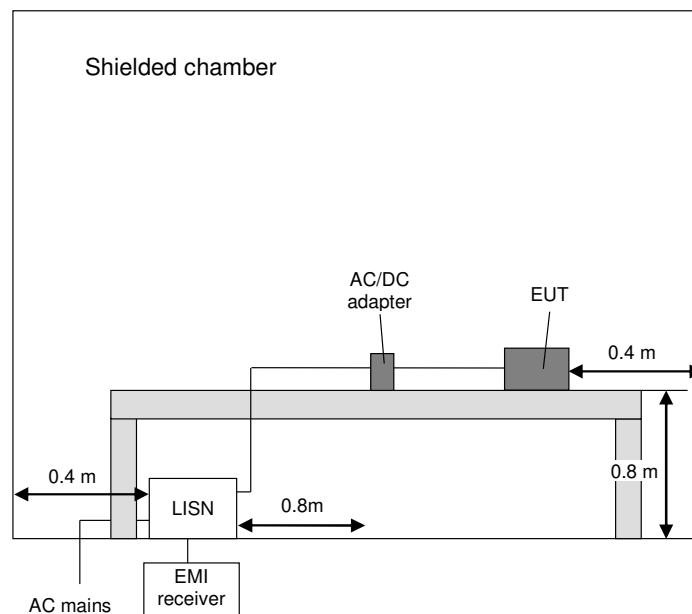 Shielded chamber
AC/DC
adapter
EUT
0.4 m
0.4 m
0.8 m
LISN
0.8m
AC mains
EMI
receiver